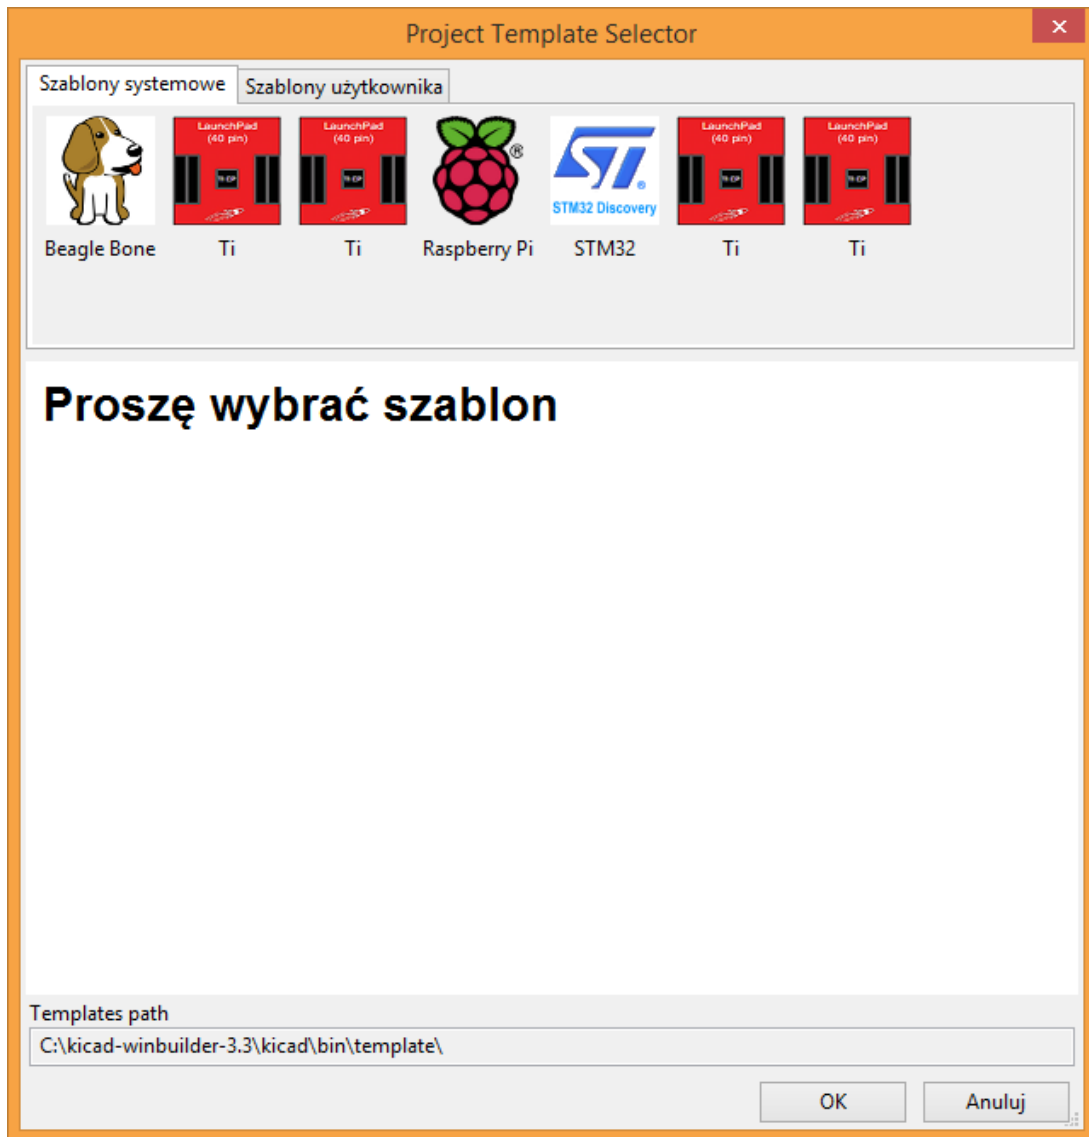 Project Template Selector
Szablony systemowe Szablony użytkownika
LaunchPad
(40 pin)
LaunchPad
(40 pin)
®
ST
STM32 Discovery
LaunchPad
(40 pin)
LaunchPad
(40 pin)
Beagle Bone Ti Ti Raspberry Pi STM32 Ti Ti
Proszę wybrać szablon
Templates path
C:\kicad-winbuilder-3.3\kicad\bin\template\
OK Anuluj